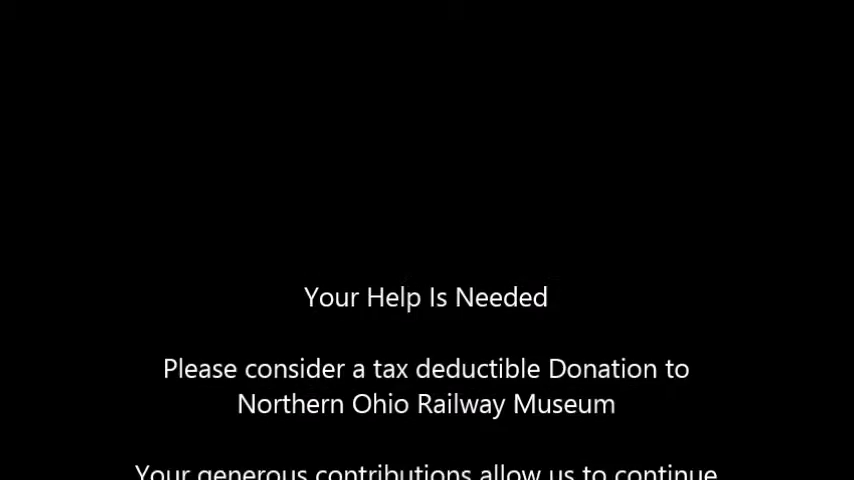 Your Help Is Needed
Please consider a tax deductible Donation to
Northern Ohio Railway Museum
Your generous contributions allow us to continue